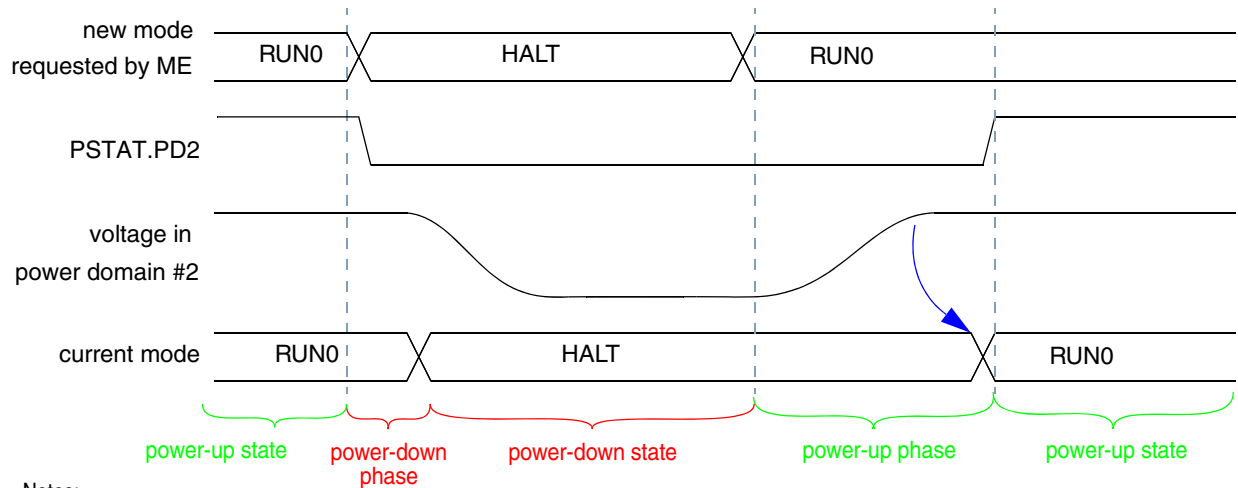 new mode
requested by ME
RUN0
HALT
RUN0
PSTAT.PD2
voltage in
power domain #2
current mode
RUN0
HALT
RUN0
power-up state
power-down
phase
power-down state
power-up phase
power-up state
Notes: